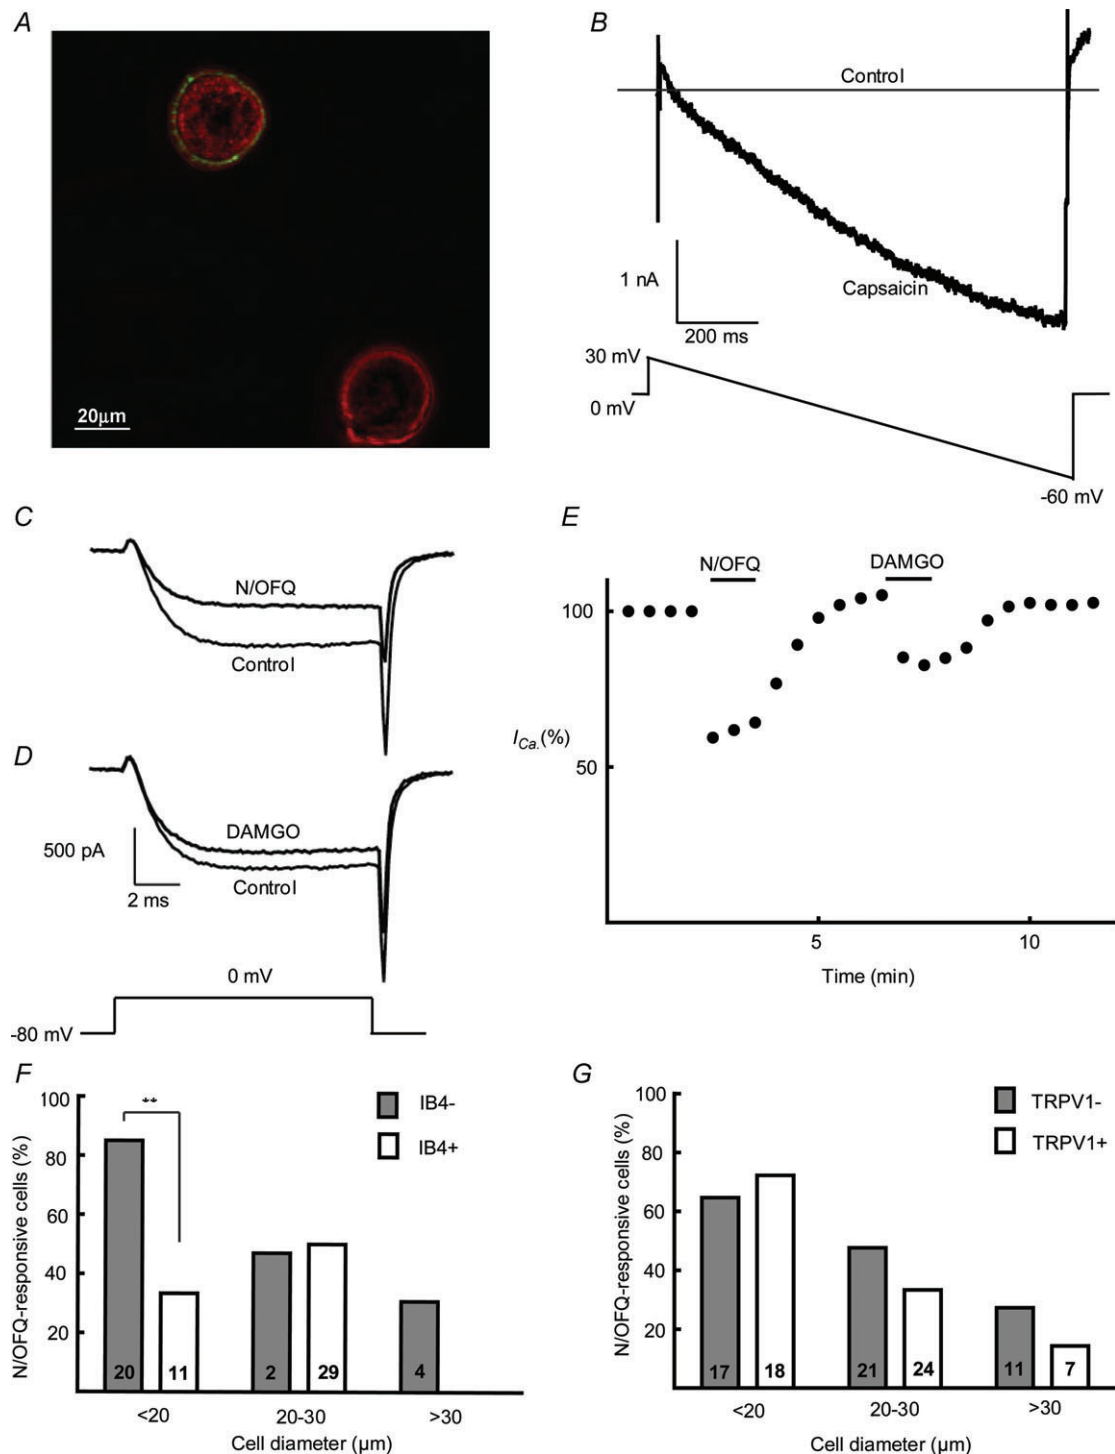 A
20µm
B
Control
1 nA
Capsaicin
200 ms
30 mV
0 mV
-60 mV
C
N/OFQ
Control
D
DAMGO
500 pA
Control
2 ms
0 mV
-80 mV
E
N/OFQ
DAMGO
100
I_Ca.(%)
50
5
10
Time (min)
F
N/OFQ-responsive cells (%)
100
80
60
40
20
**
IB4-
IB4+
20
11
2
29
4
<20
20-30
>30
Cell diameter (µm)
G
N/OFQ-responsive cells (%)
100
80
60
40
20
TRPV1-
TRPV1+
17
18
21
24
11
7
<20
20-30
>30
Cell diameter (µm)